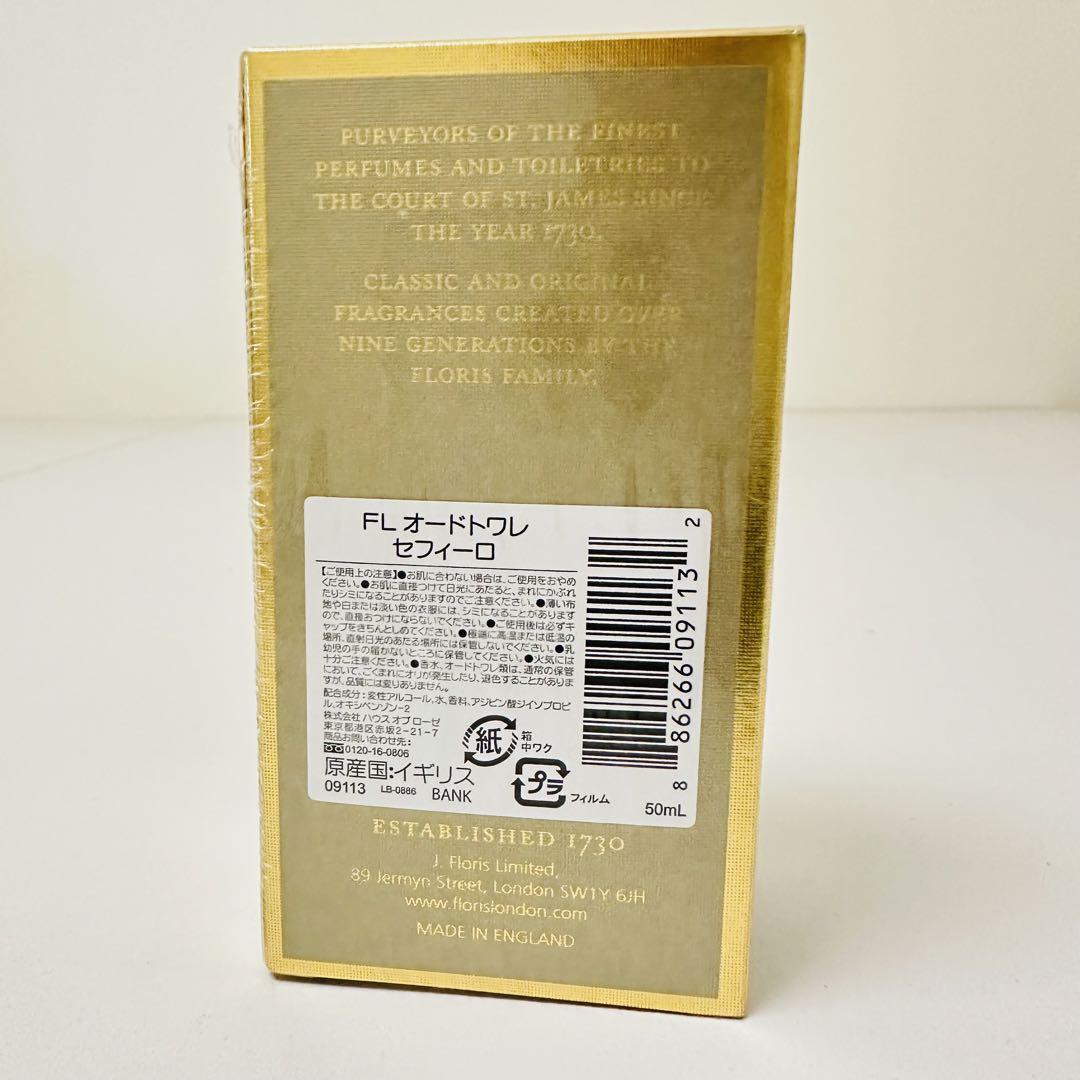 PURVEYORS OF THE FINEST
PERFUMES AND TOILETRIES TO
THE COURT OF ST. JAMES SINCE
THE YEAR 1730.
CLASSIC AND ORIGINAL
FRAGRANCES CREATED OVER
NINE GENERATIONS BY THE
FLORIS FAMILY.
FL オードトワレ
セフィーロ
【ご使用上の注意】●お肌に合わない場合は、ご使用をおやめ
ください。●お肌に直接つけて日光にあたると、まれにかぶれ
たりシミになることがありますのでご注意ください。●薄い布
地や白または淡い色の衣服には、シミになることがあります
ので、直接おつけにならないでください。●ご使用後は必ずキ
ャップをきちんとしめてください。●極端に高温または低温の
場所、直射日光のあたる場所には保管しないでください。●乳
幼児の手の届かないところに保管してください。●火気には
十分ご注意ください。●香水、オードトワレ類は、通常の保管
において、ごくまれにオリが発生したり、退色することがありま
すが、品質には変りありません。
配合成分:変性アルコール、水、香料、アジピン酸ジイソプロピ
ル、オキシベンゾン-2
株式会社 ハウス オブ ローゼ
東京都港区赤坂2-21-7
商品お問い合わせ先:
0120-16-0806
紙 箱
中ワク
プラ フィルム
原産国:イギリス
09113 LB-0886 BANK
8 86266 09113 2
50mL
ESTABLISHED 1730
J. Floris Limited,
89 Jermyn Street, London SW1Y 6JH
www.florislondon.com
MADE IN ENGLAND